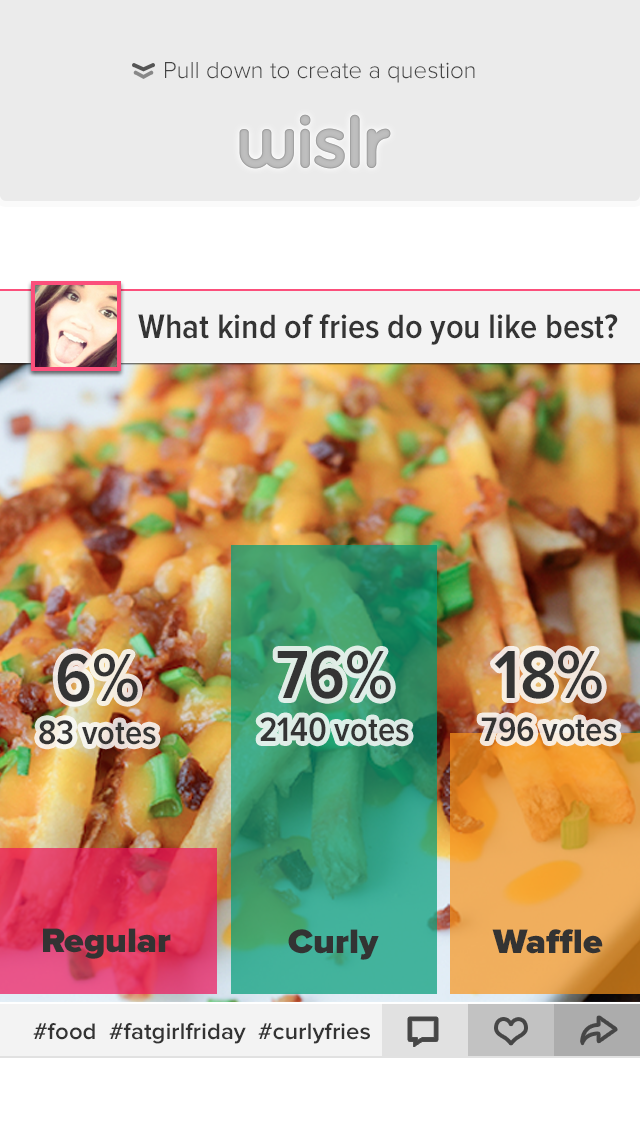 Pull down to create a question
wislr
What kind of fries do you like best?
6%
83 votes
76%
2140 votes
18%
796 votes
Regular
Curly
Waffle
#food #fatgirlfriday #curlyfries